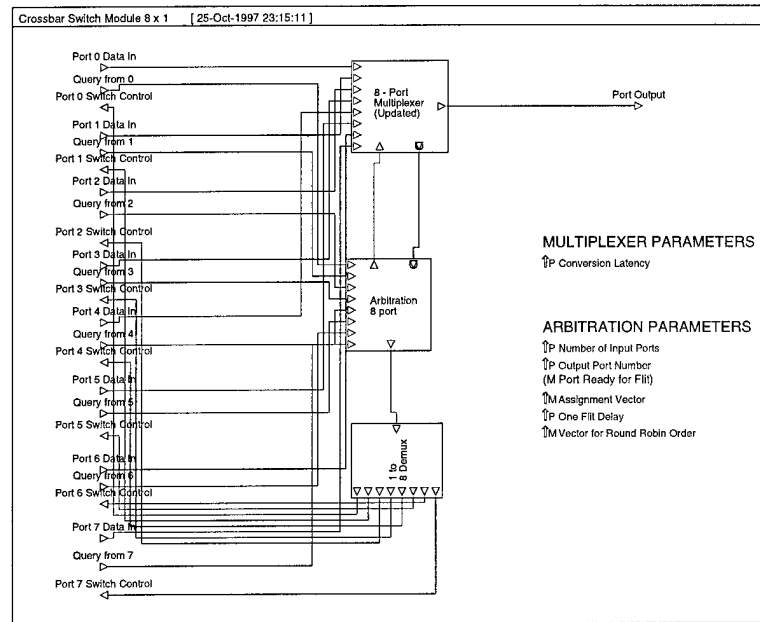 Crossbar Switch Module 8 x 1 [ 25-Oct-1997 23:15:11 ]
Port 0 Data In
Query from 0
Port 0 Switch Control
Port 1 Data In
Query from 1
Port 1 Switch Control
Port 2 Data In
Query from 2
Port 2 Switch Control
Port 3 Data In
Query from 3
Port 3 Switch Control
Port 4 Data In
Query from 4
Port 4 Switch Control
Port 5 Data In
Query from 5
Port 5 Switch Control
Port 6 Data In
Query from 6
Port 6 Switch Control
Port 7 Data In
Query from 7
Port 7 Switch Control
8 - Port
Multiplexer
(Updated)
Port Output
Arbitration
8 port
1 to
8 Demux
MULTIPLEXER PARAMETERS
⇑P Conversion Latency
ARBITRATION PARAMETERS
⇑P Number of Input Ports
⇑P Output Port Number
(M Port Ready for Flit)
⇑M Assignment Vector
⇑P One Flit Delay
⇑M Vector for Round Robin Order